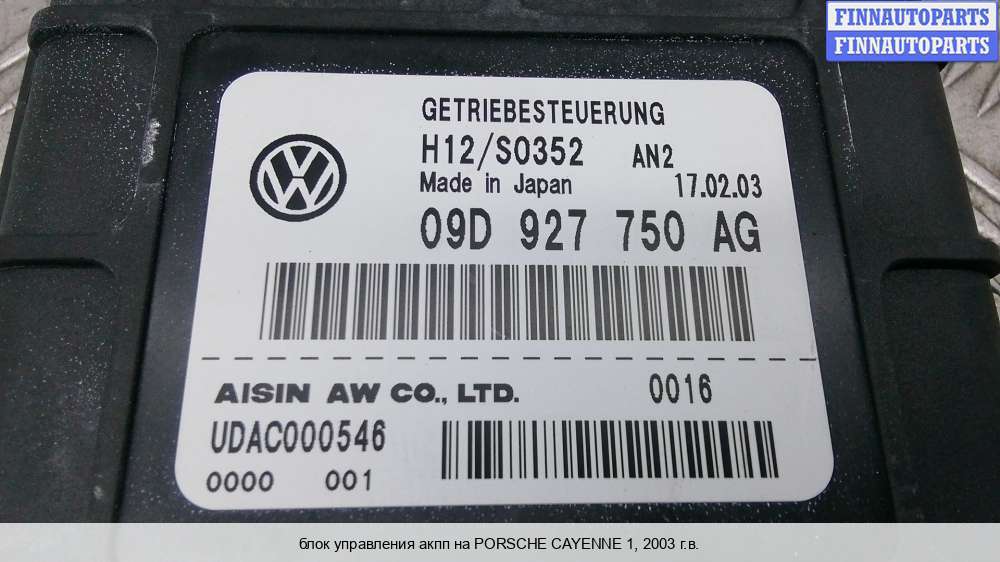 FINNAUTOPARTS
FINNAUTOPARTS
GETRIEBESTEUERUNG
H12/S0352 AN2
Made in Japan 17.02.03
09D 927 750 AG
AISIN AW CO., LTD. 0016
UDAC000546
0000 001
блок управления акпп на PORSCHE CAYENNE 1, 2003 г.в.